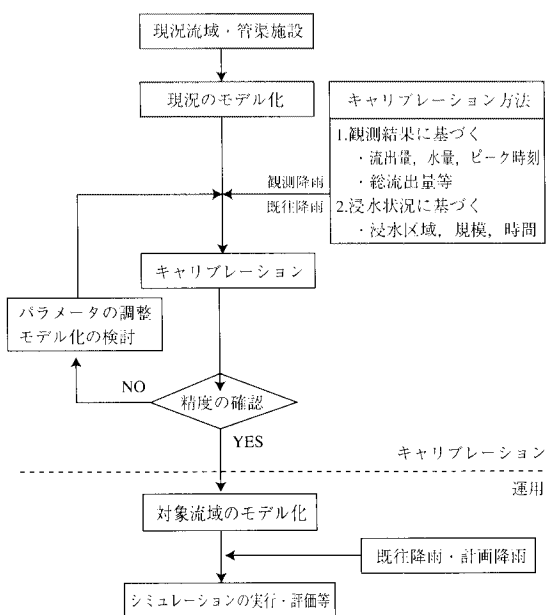 現況流域・管渠施設
現況のモデル化
キャリブレーション方法
1.観測結果に基づく
・流出量，水量，ピーク時刻
・総流出量等
2.浸水状況に基づく
・浸水区域，規模，時間
観測降雨
既往降雨
キャリブレーション
パラメータの調整
モデル化の検討
NO
精度の確認
YES
キャリブレーション
運用
対象流域のモデル化
既往降雨・計画降雨
シミュレーションの実行・評価等